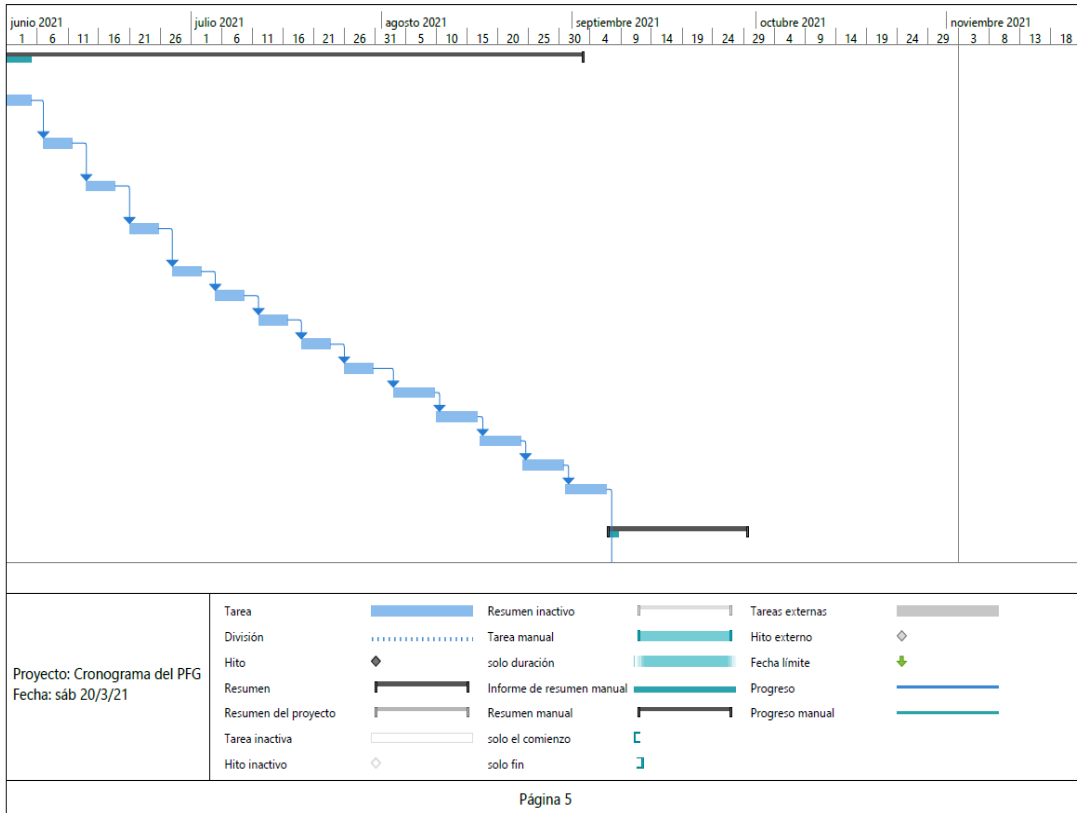 junio 2021 julio 2021 agosto 2021 septiembre 2021 octubre 2021 noviembre 2021
1 6 11 16 21 26 1 6 11 16 21 26 31 5 10 15 20 25 30 4 9 14 19 24 29 4 9 14 19 24 29 3 8 13 18
Tarea Resumen inactivo Tareas externas
División Tarea manual Hito externo
Hito solo duración Fecha límite
Proyecto: Cronograma del PFG
Fecha: sáb 20/3/21
Resumen Informe de resumen manual Progreso
Resumen del proyecto Resumen manual Progreso manual
Tarea inactiva solo el comienzo
Hito inactivo solo fin
Página 5